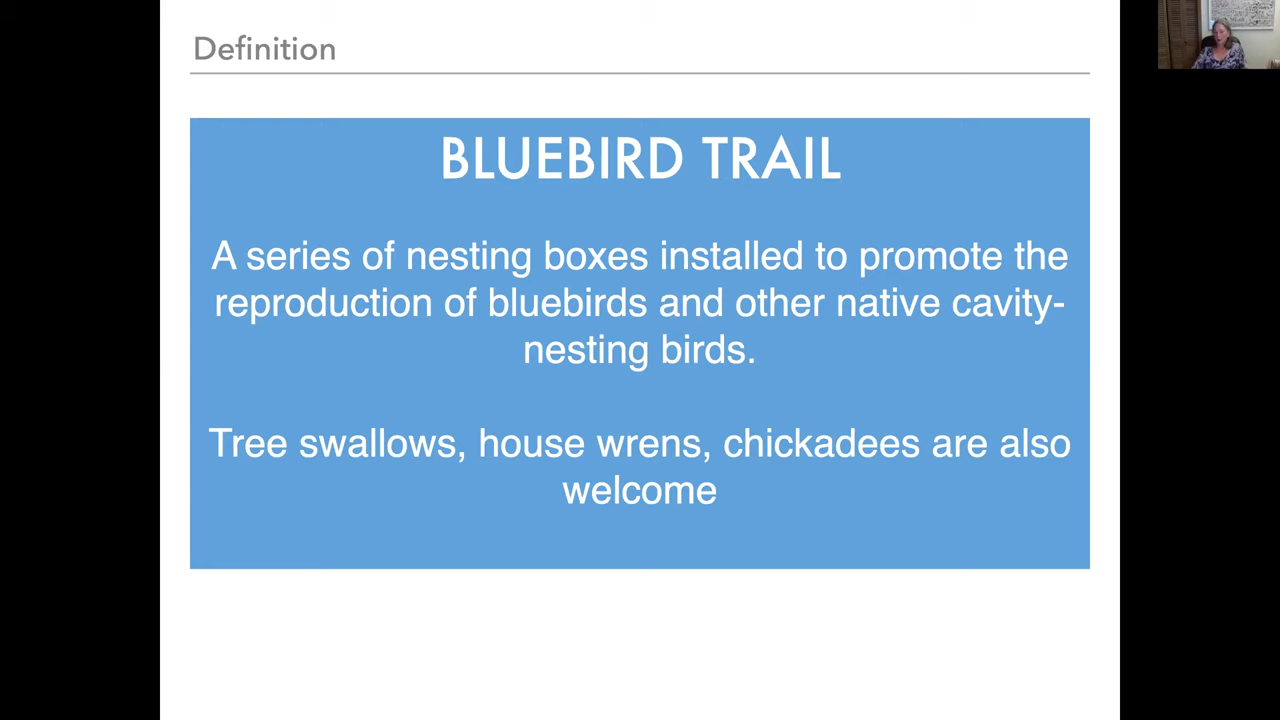 Definition
BLUEBIRD TRAIL
A series of nesting boxes installed to promote the
reproduction of bluebirds and other native cavity-
nesting birds.
Tree swallows, house wrens, chickadees are also
welcome